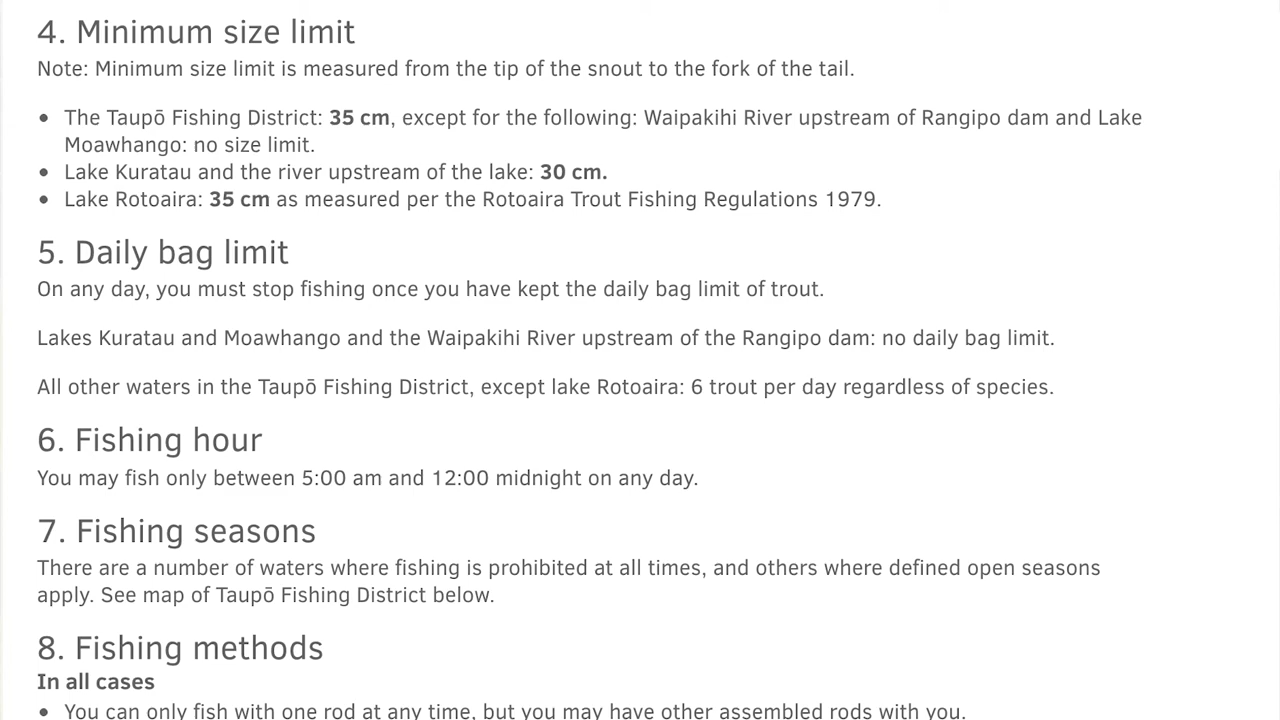 4. Minimum size limit
Note: Minimum size limit is measured from the tip of the snout to the fork of the tail.
• The Taupō Fishing District: 35 cm, except for the following: Waipakihi River upstream of Rangipo dam and Lake
Moawhango: no size limit.
• Lake Kuratau and the river upstream of the lake: 30 cm.
• Lake Rotoaira: 35 cm as measured per the Rotoaira Trout Fishing Regulations 1979.
5. Daily bag limit
On any day, you must stop fishing once you have kept the daily bag limit of trout.
Lakes Kuratau and Moawhango and the Waipakihi River upstream of the Rangipo dam: no daily bag limit.
All other waters in the Taupō Fishing District, except lake Rotoaira: 6 trout per day regardless of species.
6. Fishing hour
You may fish only between 5:00 am and 12:00 midnight on any day.
7. Fishing seasons
There are a number of waters where fishing is prohibited at all times, and others where defined open seasons
apply. See map of Taupō Fishing District below.
8. Fishing methods
In all cases
• You can only fish with one rod at any time, but you may have other assembled rods with you.